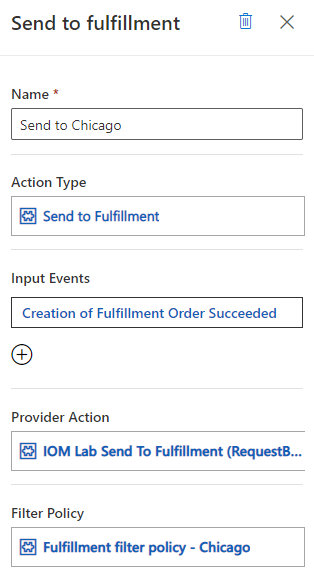 Send to fulfillment
Name *
Send to Chicago
Action Type
Send to Fulfillment
Input Events
Creation of Fulfillment Order Succeeded
Provider Action
IOM Lab Send To Fulfillment (RequestB...
Filter Policy
Fulfillment filter policy - Chicago